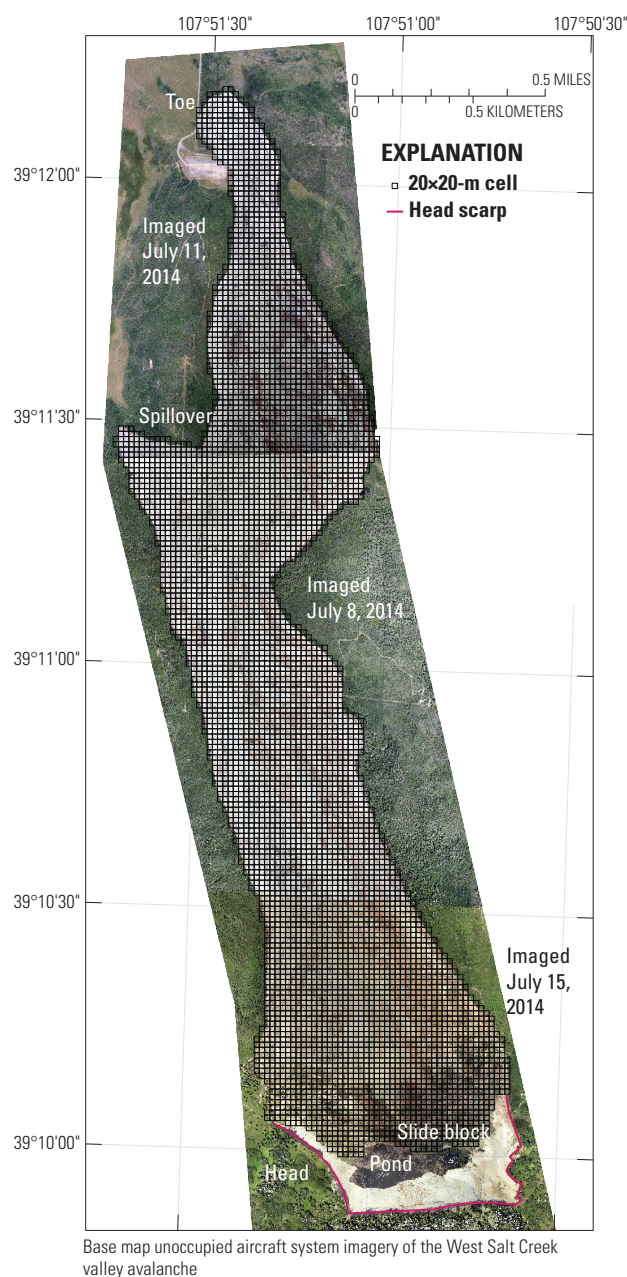 107°51'30"
107°51'00"
107°50'30"
0
0.5 MILES
0
0.5 KILOMETERS
EXPLANATION
20×20-m cell
Head scarp
Toe
39°12'00"
Imaged
July 11,
2014
39°11'30"
Spillover
Imaged
July 8, 2014
39°11'00"
39°10'30"
Imaged
July 15,
2014
39°10'00"
Slide block
Pond
Head
Base map unoccupied aircraft system imagery of the West Salt Creek
valley avalanche